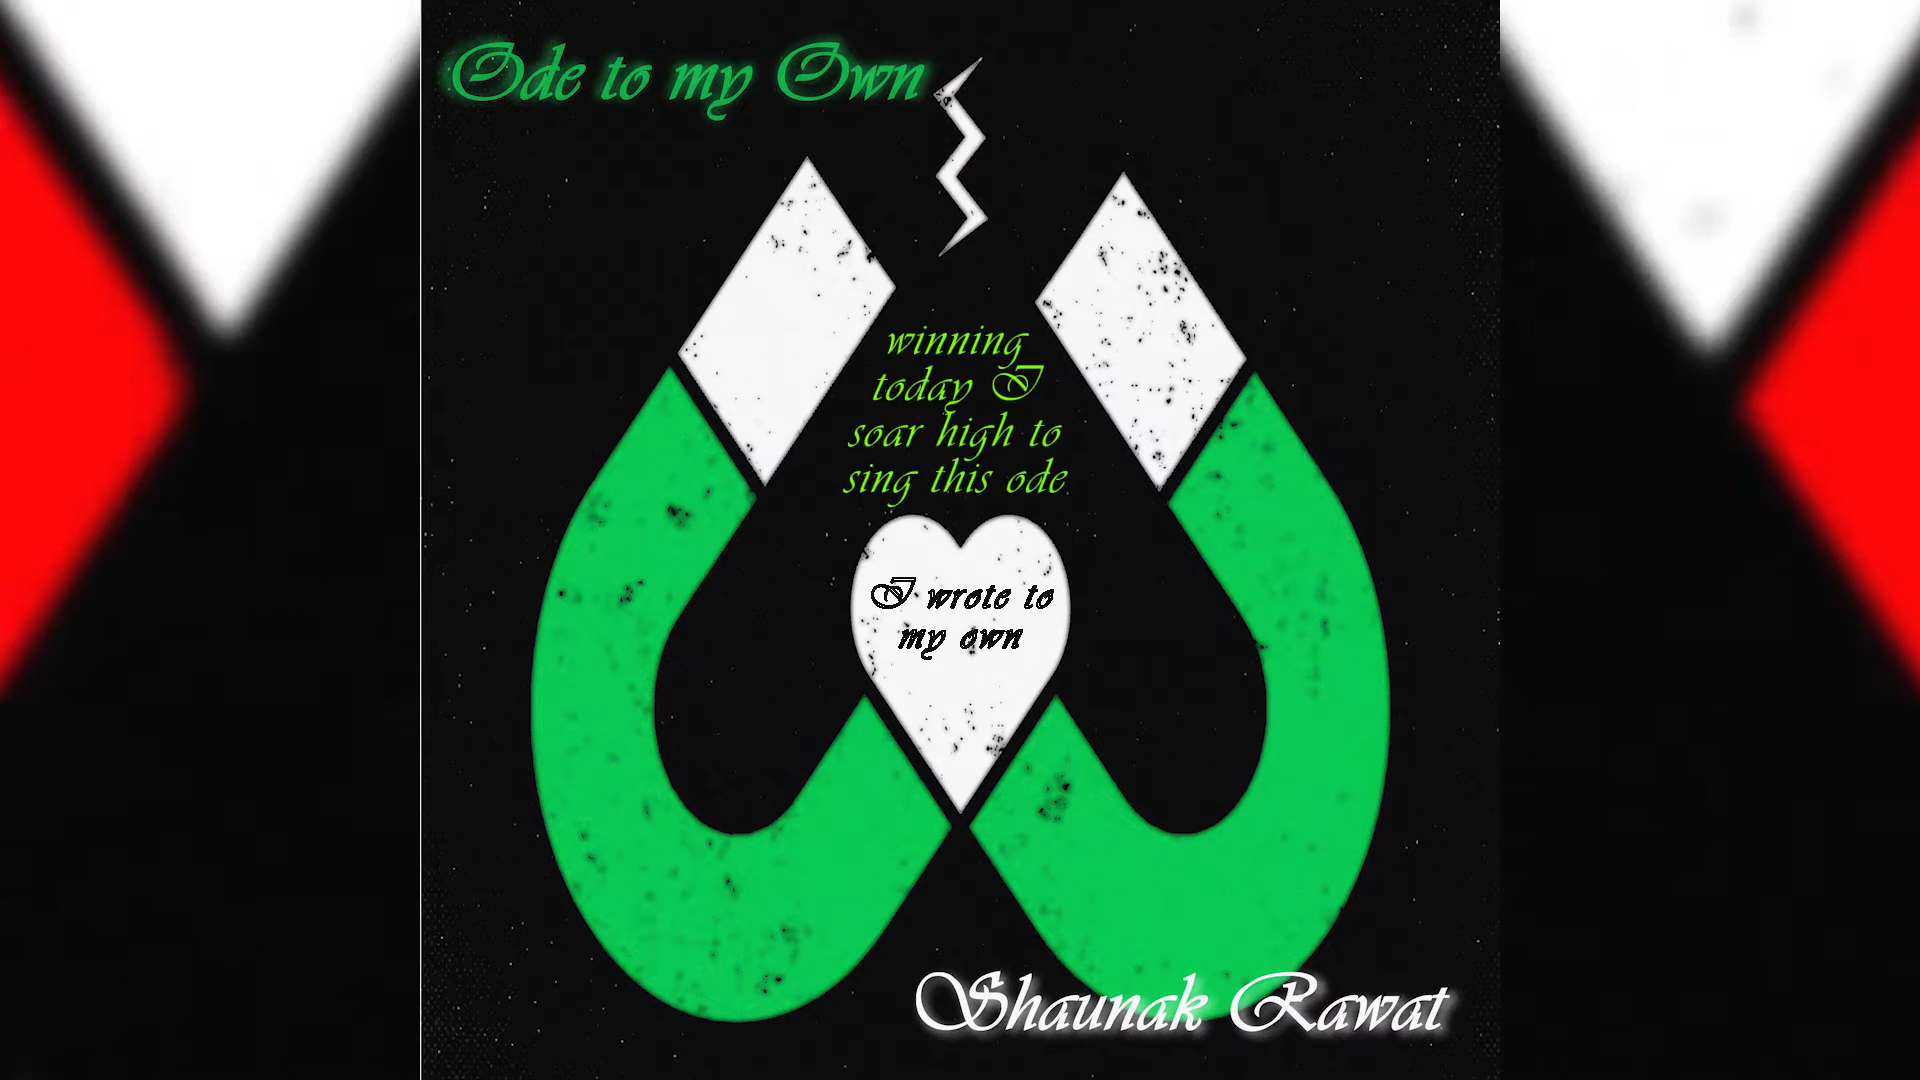 Ode to my Own
winning
today I
soar high to
sing this ode
I wrote to
my own
Shaunak Rawat